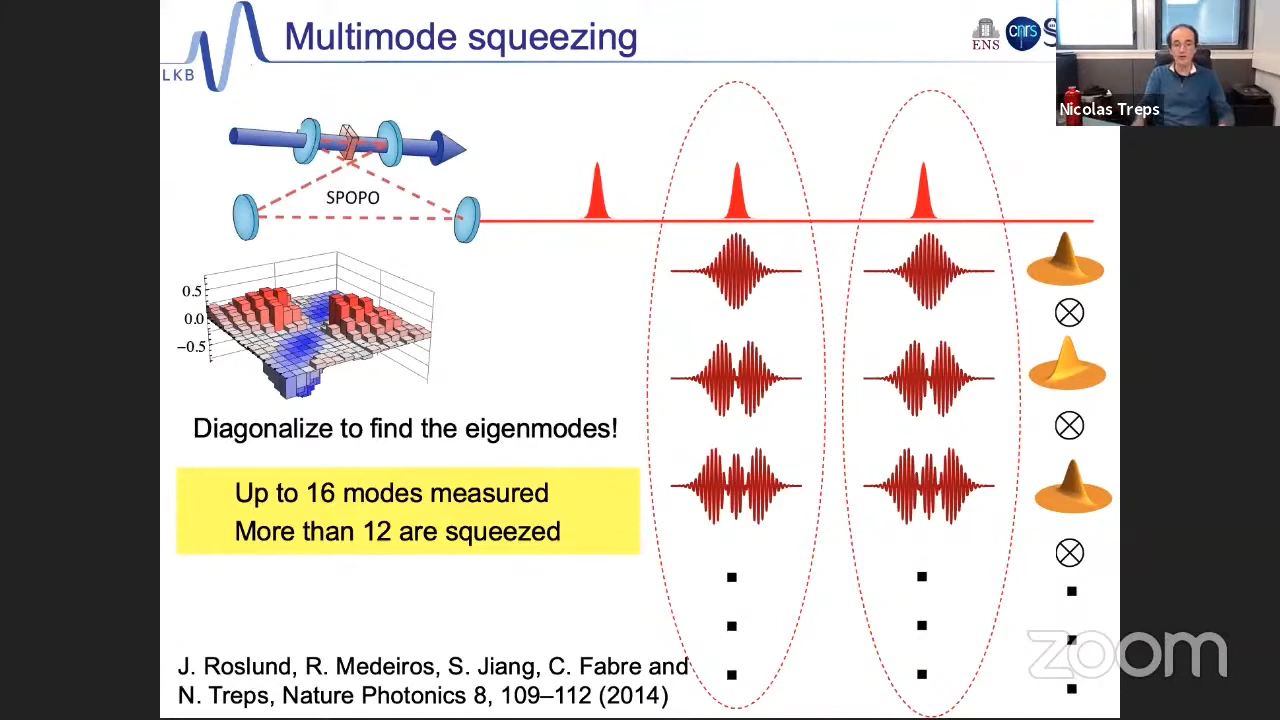 LKB
Multimode squeezing
ENS
cnrs
S
Nicolas Treps
SPOPO
0.5
0.0
−0.5
Diagonalize to find the eigenmodes!
Up to 16 modes measured
More than 12 are squeezed
J. Roslund, R. Medeiros, S. Jiang, C. Fabre and
N. Treps, Nature Photonics 8, 109–112 (2014)
zoom